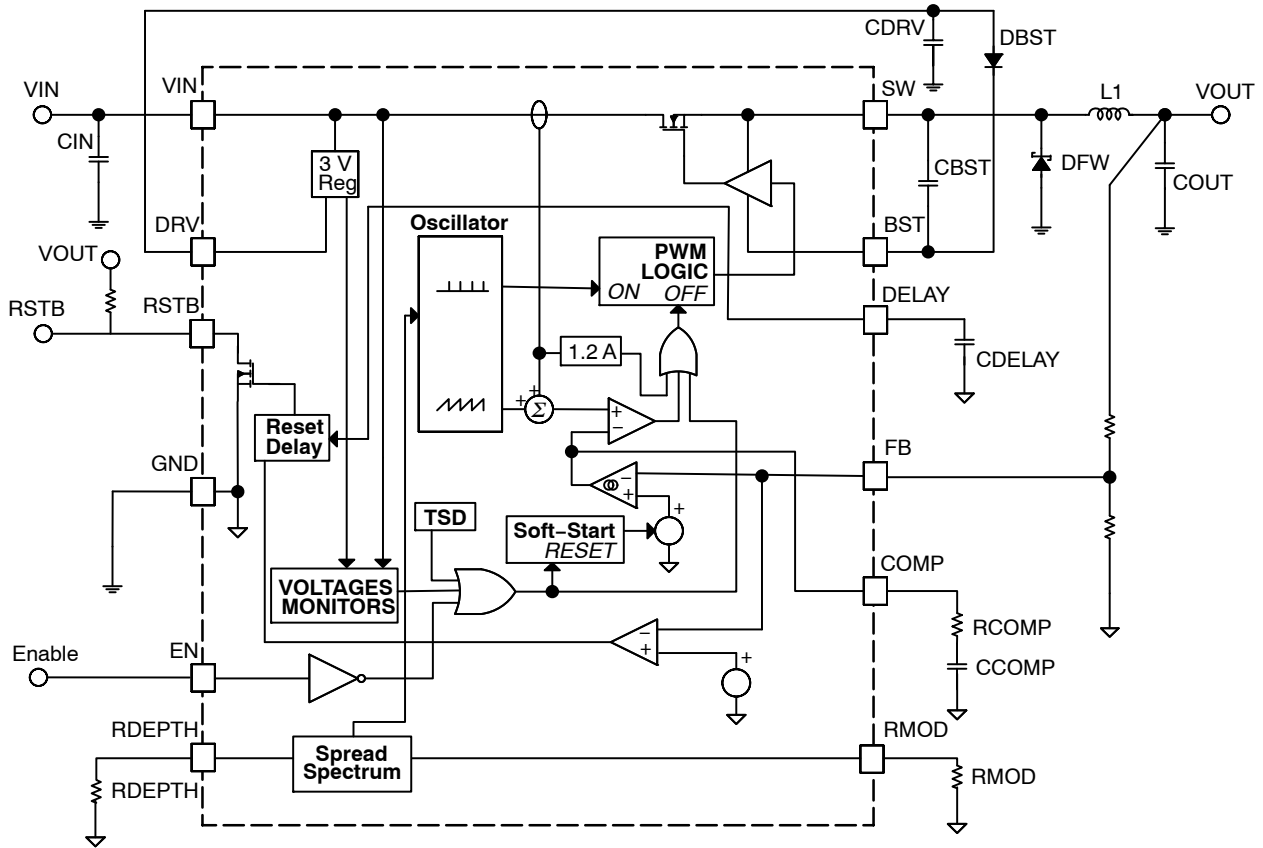 CDRV
DBST
VIN
VIN
SW
L1
VOUT
CIN
3 V
Reg
CBST
DFW
COUT
DRV
Oscillator
BST
VOUT
PWM
LOGIC
ON OFF
RSTB
RSTB
DELAY
1.2 A
CDELAY
+
+
Σ
+
−
Reset
Delay
GND
FB
−
+
TSD
Soft−Start
RESET
+
VOLTAGES
MONITORS
COMP
RCOMP
CCOMP
Enable
EN
−
+
+
RDEPTH
RMOD
Spread
Spectrum
RDEPTH
RMOD